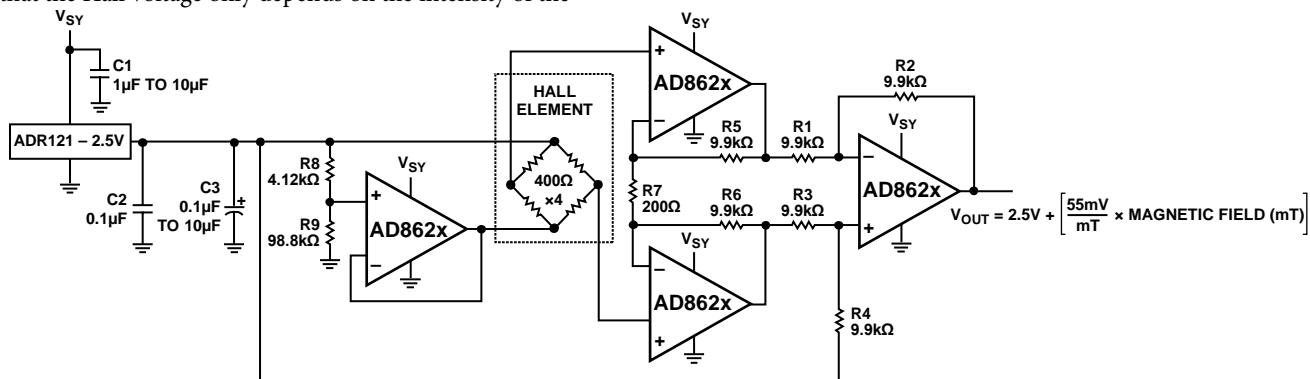 that the Hall voltage only depends on the intensity of the
VSY
C1
1µF TO 10µF
ADR121 – 2.5V
C2
0.1µF
C3
0.1µF
TO 10µF
+
R8
4.12kΩ
R9
98.8kΩ
VSY
+
AD862x
–
HALL
ELEMENT
400Ω
×4
VSY
+
AD862x
–
R5
9.9kΩ
R1
9.9kΩ
R2
9.9kΩ
R7
200Ω
R6
9.9kΩ
R3
9.9kΩ
VSY
–
AD862x
+
VSY
–
AD862x
+
R4
9.9kΩ
VOUT = 2.5V + [55mV/mT × MAGNETIC FIELD (mT)]